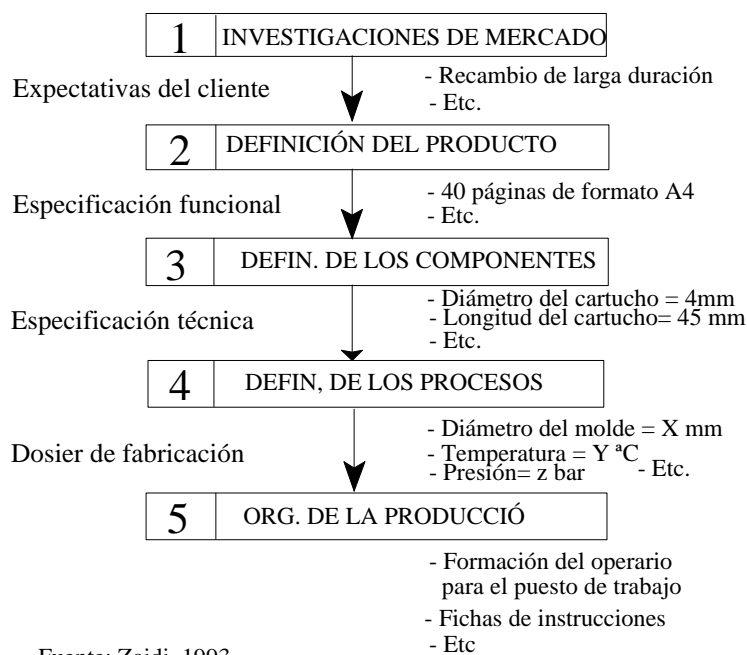 1 INVESTIGACIONES DE MERCADO
Expectativas del cliente
- Recambio de larga duración
- Etc.
2 DEFINICIÓN DEL PRODUCTO
Especificación funcional
- 40 páginas de formato A4
- Etc.
3 DEFIN. DE LOS COMPONENTES
Especificación técnica
- Diámetro del cartucho = 4mm
- Longitud del cartucho= 45 mm
- Etc.
4 DEFIN, DE LOS PROCESOS
Dosier de fabricación
- Diámetro del molde = X mm
- Temperatura = Y ªC
- Presión= z bar - Etc.
5 ORG. DE LA PRODUCCIÓ
- Formación del operario
para el puesto de trabajo
- Fichas de instrucciones
- Etc
Fuente: Zaidi, 1993